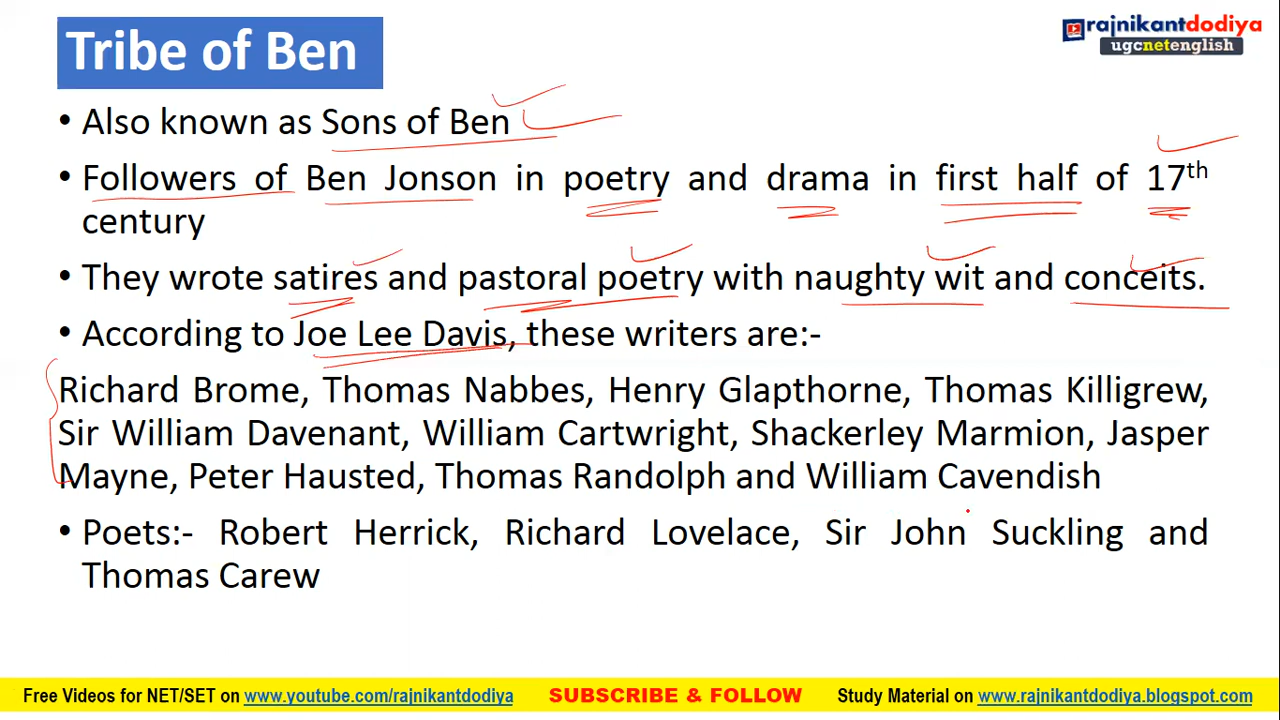 Tribe of Ben
rajnikantdodiya
ugcnetenglish
• Also known as Sons of Ben
• Followers of Ben Jonson in poetry and drama in first half of 17th
century
• They wrote satires and pastoral poetry with naughty wit and conceits.
• According to Joe Lee Davis, these writers are:-
Richard Brome, Thomas Nabbes, Henry Glapthorne, Thomas Killigrew,
Sir William Davenant, William Cartwright, Shackerley Marmion, Jasper
Mayne, Peter Hausted, Thomas Randolph and William Cavendish
• Poets:- Robert Herrick, Richard Lovelace, Sir John Suckling and
Thomas Carew
Free Videos for NET/SET on www.youtube.com/rajnikantdodiya SUBSCRIBE & FOLLOW Study Material on www.rajnikantdodiya.blogspot.com